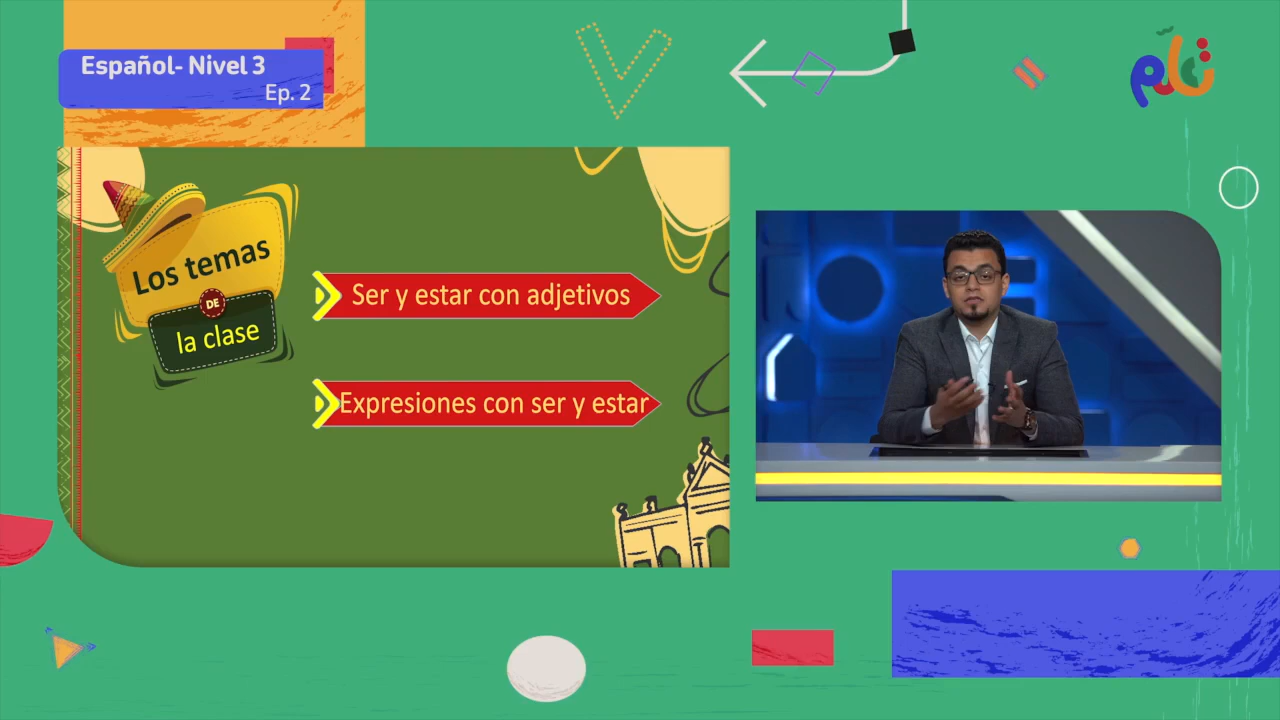 Español- Nivel 3
Ep. 2
Los temas
DE
la clase
Ser y estar con adjetivos
Expresiones con ser y estar